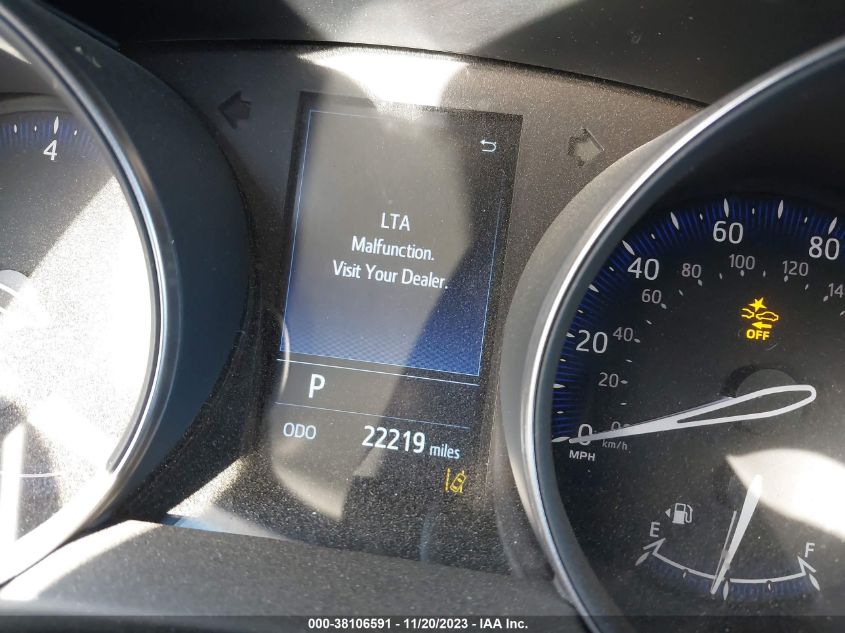 4
LTA
Malfunction.
Visit Your Dealer.
P
ODO 22219 miles
0 20 40 60 80
20 40 60 80 100 120
km/h
MPH
OFF
E F
000-38106591 - 11/20/2023 - IAA Inc.